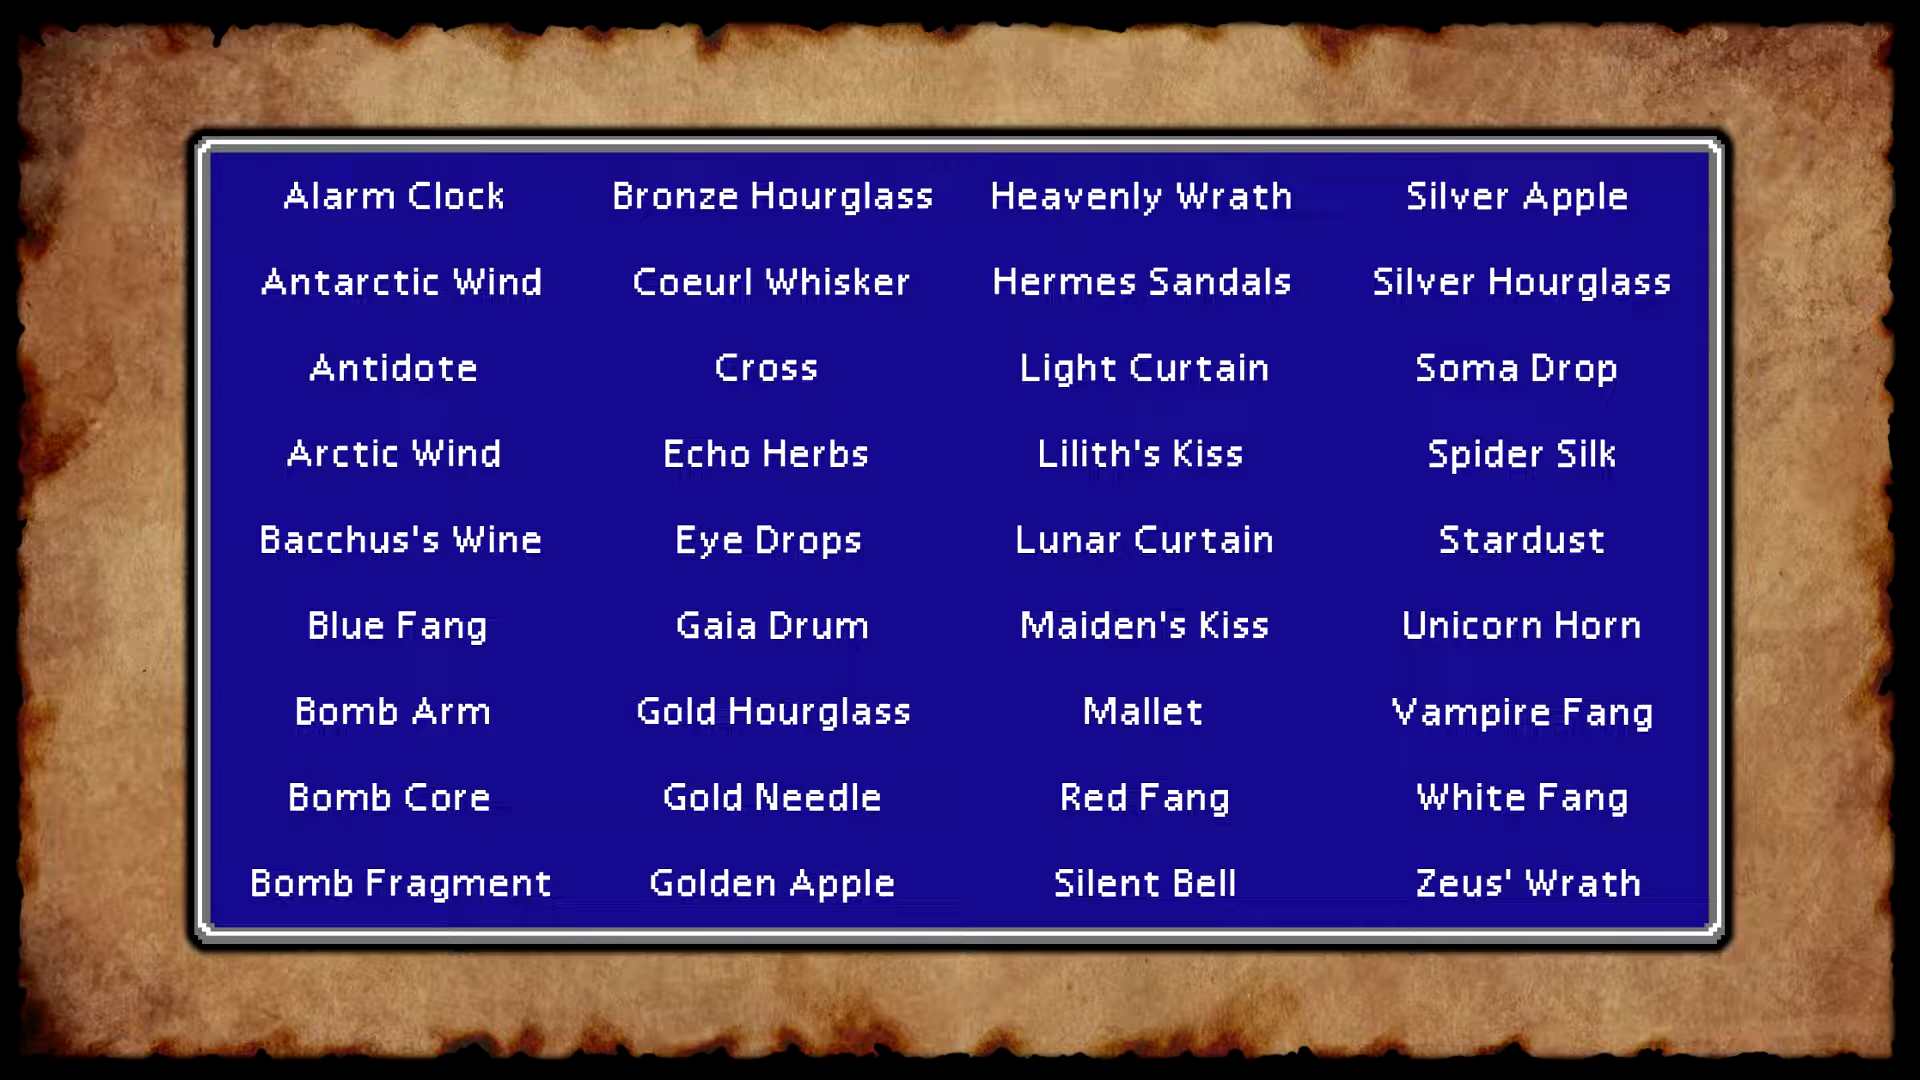 Alarm Clock Bronze Hourglass Heavenly Wrath Silver Apple
Antarctic Wind Coeurl Whisker Hermes Sandals Silver Hourglass
Antidote Cross Light Curtain Soma Drop
Arctic Wind Echo Herbs Lilith's Kiss Spider Silk
Bacchus's Wine Eye Drops Lunar Curtain Stardust
Blue Fang Gaia Drum Maiden's Kiss Unicorn Horn
Bomb Arm Gold Hourglass Mallet Vampire Fang
Bomb Core Gold Needle Red Fang White Fang
Bomb Fragment Golden Apple Silent Bell Zeus' Wrath